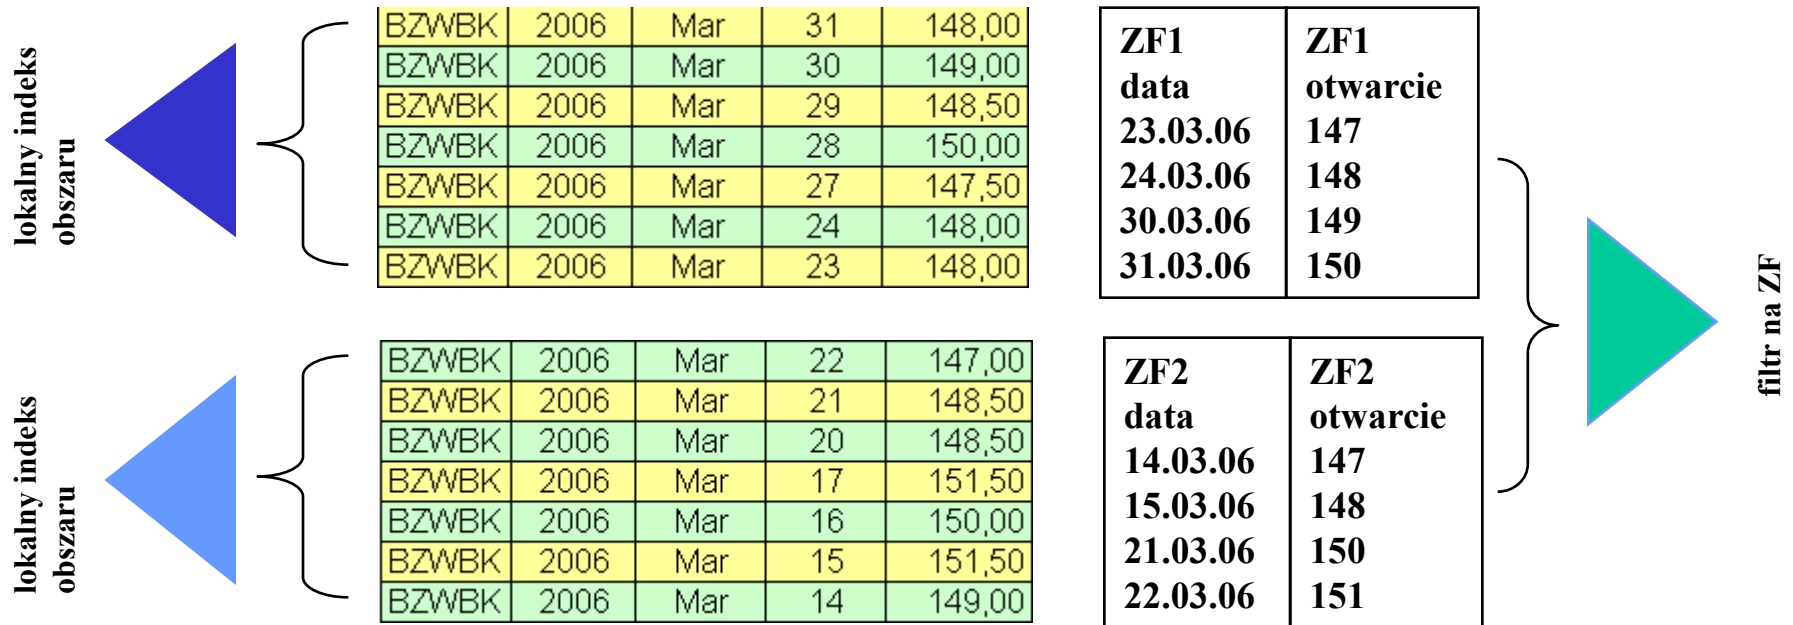 lokalny indeks
obszaru
BZWBK 2006 Mar 31 148,00
BZWBK 2006 Mar 30 149,00
BZWBK 2006 Mar 29 148,50
BZWBK 2006 Mar 28 150,00
BZWBK 2006 Mar 27 147,50
BZWBK 2006 Mar 24 148,00
BZWBK 2006 Mar 23 148,00
ZF1 ZF1
data otwarcie
23.03.06 147
24.03.06 148
30.03.06 149
31.03.06 150
lokalny indeks
obszaru
BZWBK 2006 Mar 22 147,00
BZWBK 2006 Mar 21 148,50
BZWBK 2006 Mar 20 148,50
BZWBK 2006 Mar 17 151,50
BZWBK 2006 Mar 16 150,00
BZWBK 2006 Mar 15 151,50
BZWBK 2006 Mar 14 149,00
ZF2 ZF2
data otwarcie
14.03.06 147
15.03.06 148
21.03.06 150
22.03.06 151
filtr na ZF